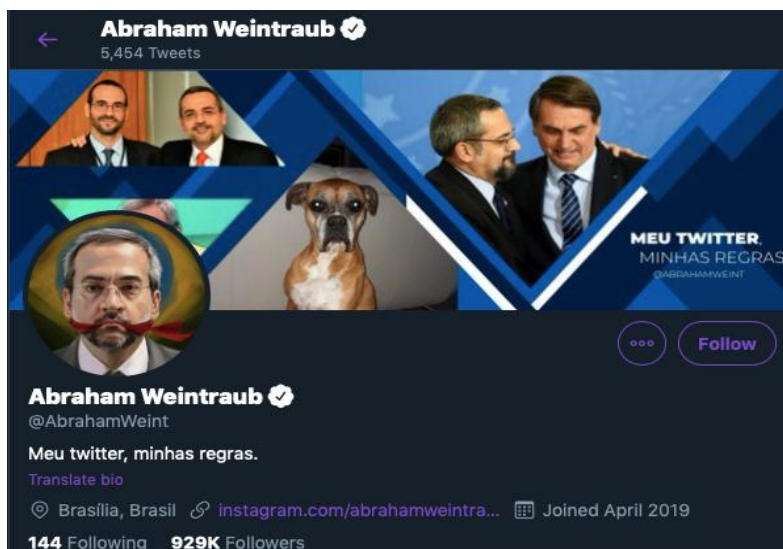 Abraham Weintraub
5,454 Tweets
MEU TWITTER,
MINHAS REGRAS
@ABRAHAMWEINT
Follow
Abraham Weintraub
@AbrahamWeint
Meu twitter, minhas regras.
Translate bio
Brasília, Brasil instagram.com/abrahamweintra... Joined April 2019
144 Following 929K Followers